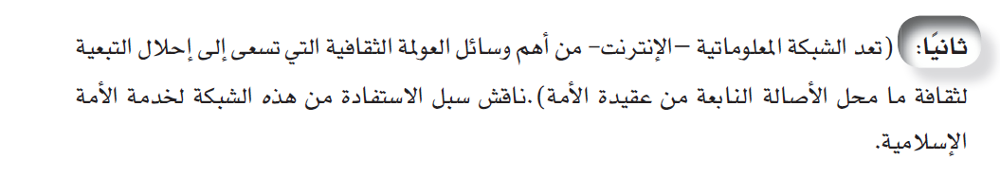 ثانيًا: (تعد الشبكة المعلوماتية –الإنترنت- من أهم وسائل العولمة الثقافية التي تسعى إلى إحلال التبعية
لثقافة ما محل الأصالة النابعة من عقيدة الأمة).ناقش سبل الاستفادة من هذه الشبكة لخدمة الأمة
الإسلامية.